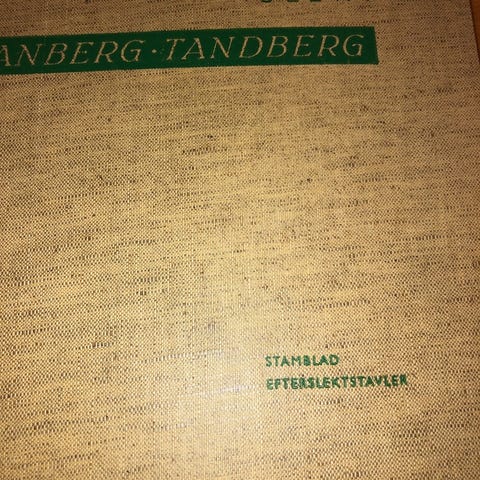 ANBERG · TANDBERG
STAMBLAD
EFTERSLEKTSTAVLER